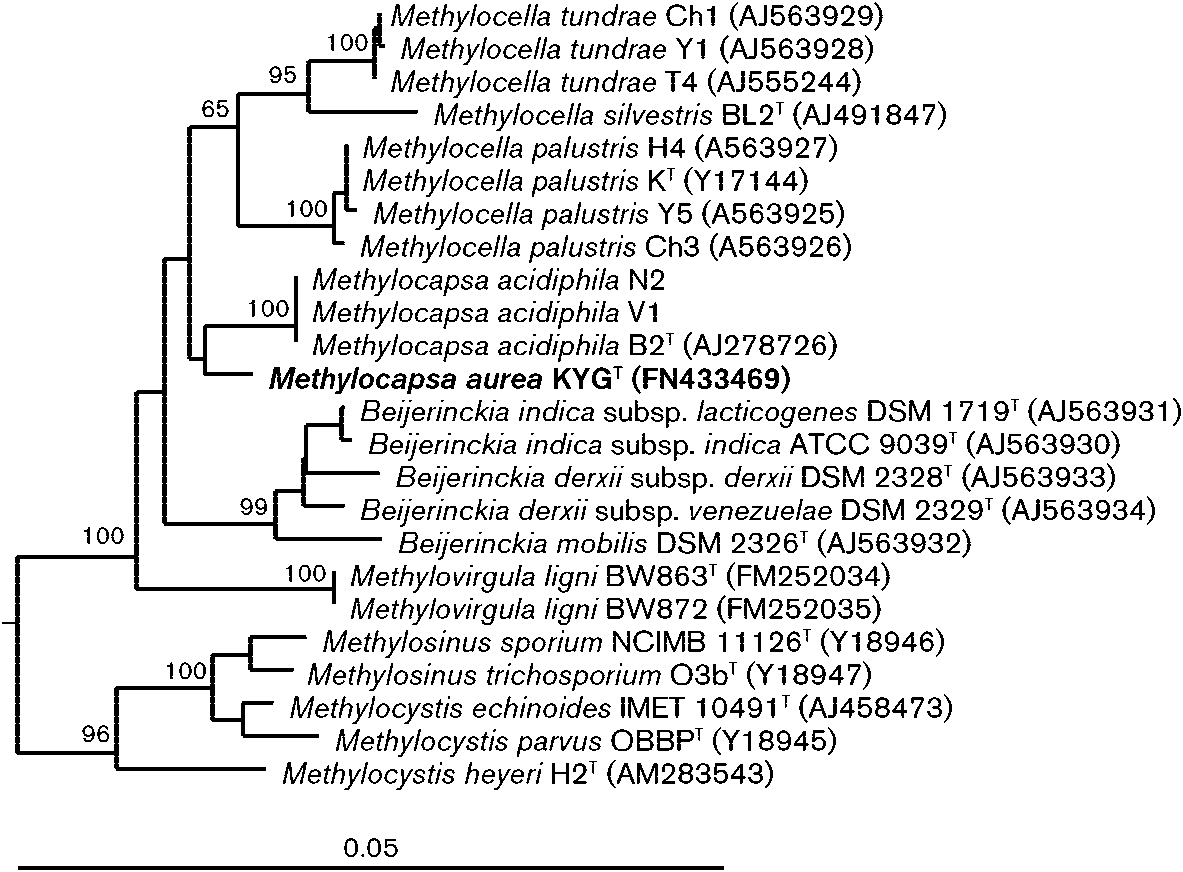 Methylocella tundrae Ch1 (AJ563929)
100
Methylocella tundrae Y1 (AJ563928)
95
Methylocella tundrae T4 (AJ555244)
65
Methylocella silvestris BL2ᵀ (AJ491847)
Methylocella palustris H4 (A563927)
Methylocella palustris Kᵀ (Y17144)
100
Methylocella palustris Y5 (A563925)
Methylocella palustris Ch3 (A563926)
Methylocapsa acidiphila N2
100
Methylocapsa acidiphila V1
Methylocapsa acidiphila B2ᵀ (AJ278726)
Methylocapsa aurea KYGᵀ (FN433469)
Beijerinckia indica subsp. lacticogenes DSM 1719ᵀ (AJ563931)
Beijerinckia indica subsp. indica ATCC 9039ᵀ (AJ563930)
Beijerinckia derxii subsp. derxii DSM 2328ᵀ (AJ563933)
99
Beijerinckia derxii subsp. venezuelae DSM 2329ᵀ (AJ563934)
100
Beijerinckia mobilis DSM 2326ᵀ (AJ563932)
100
Methylovirgula ligni BW863ᵀ (FM252034)
Methylovirgula ligni BW872 (FM252035)
Methylosinus sporium NCIMB 11126ᵀ (Y18946)
100
Methylosinus trichosporium O3bᵀ (Y18947)
Methylocystis echinoides IMET 10491ᵀ (AJ458473)
96
Methylocystis parvus OBBPᵀ (Y18945)
Methylocystis heyeri H2ᵀ (AM283543)
0.05